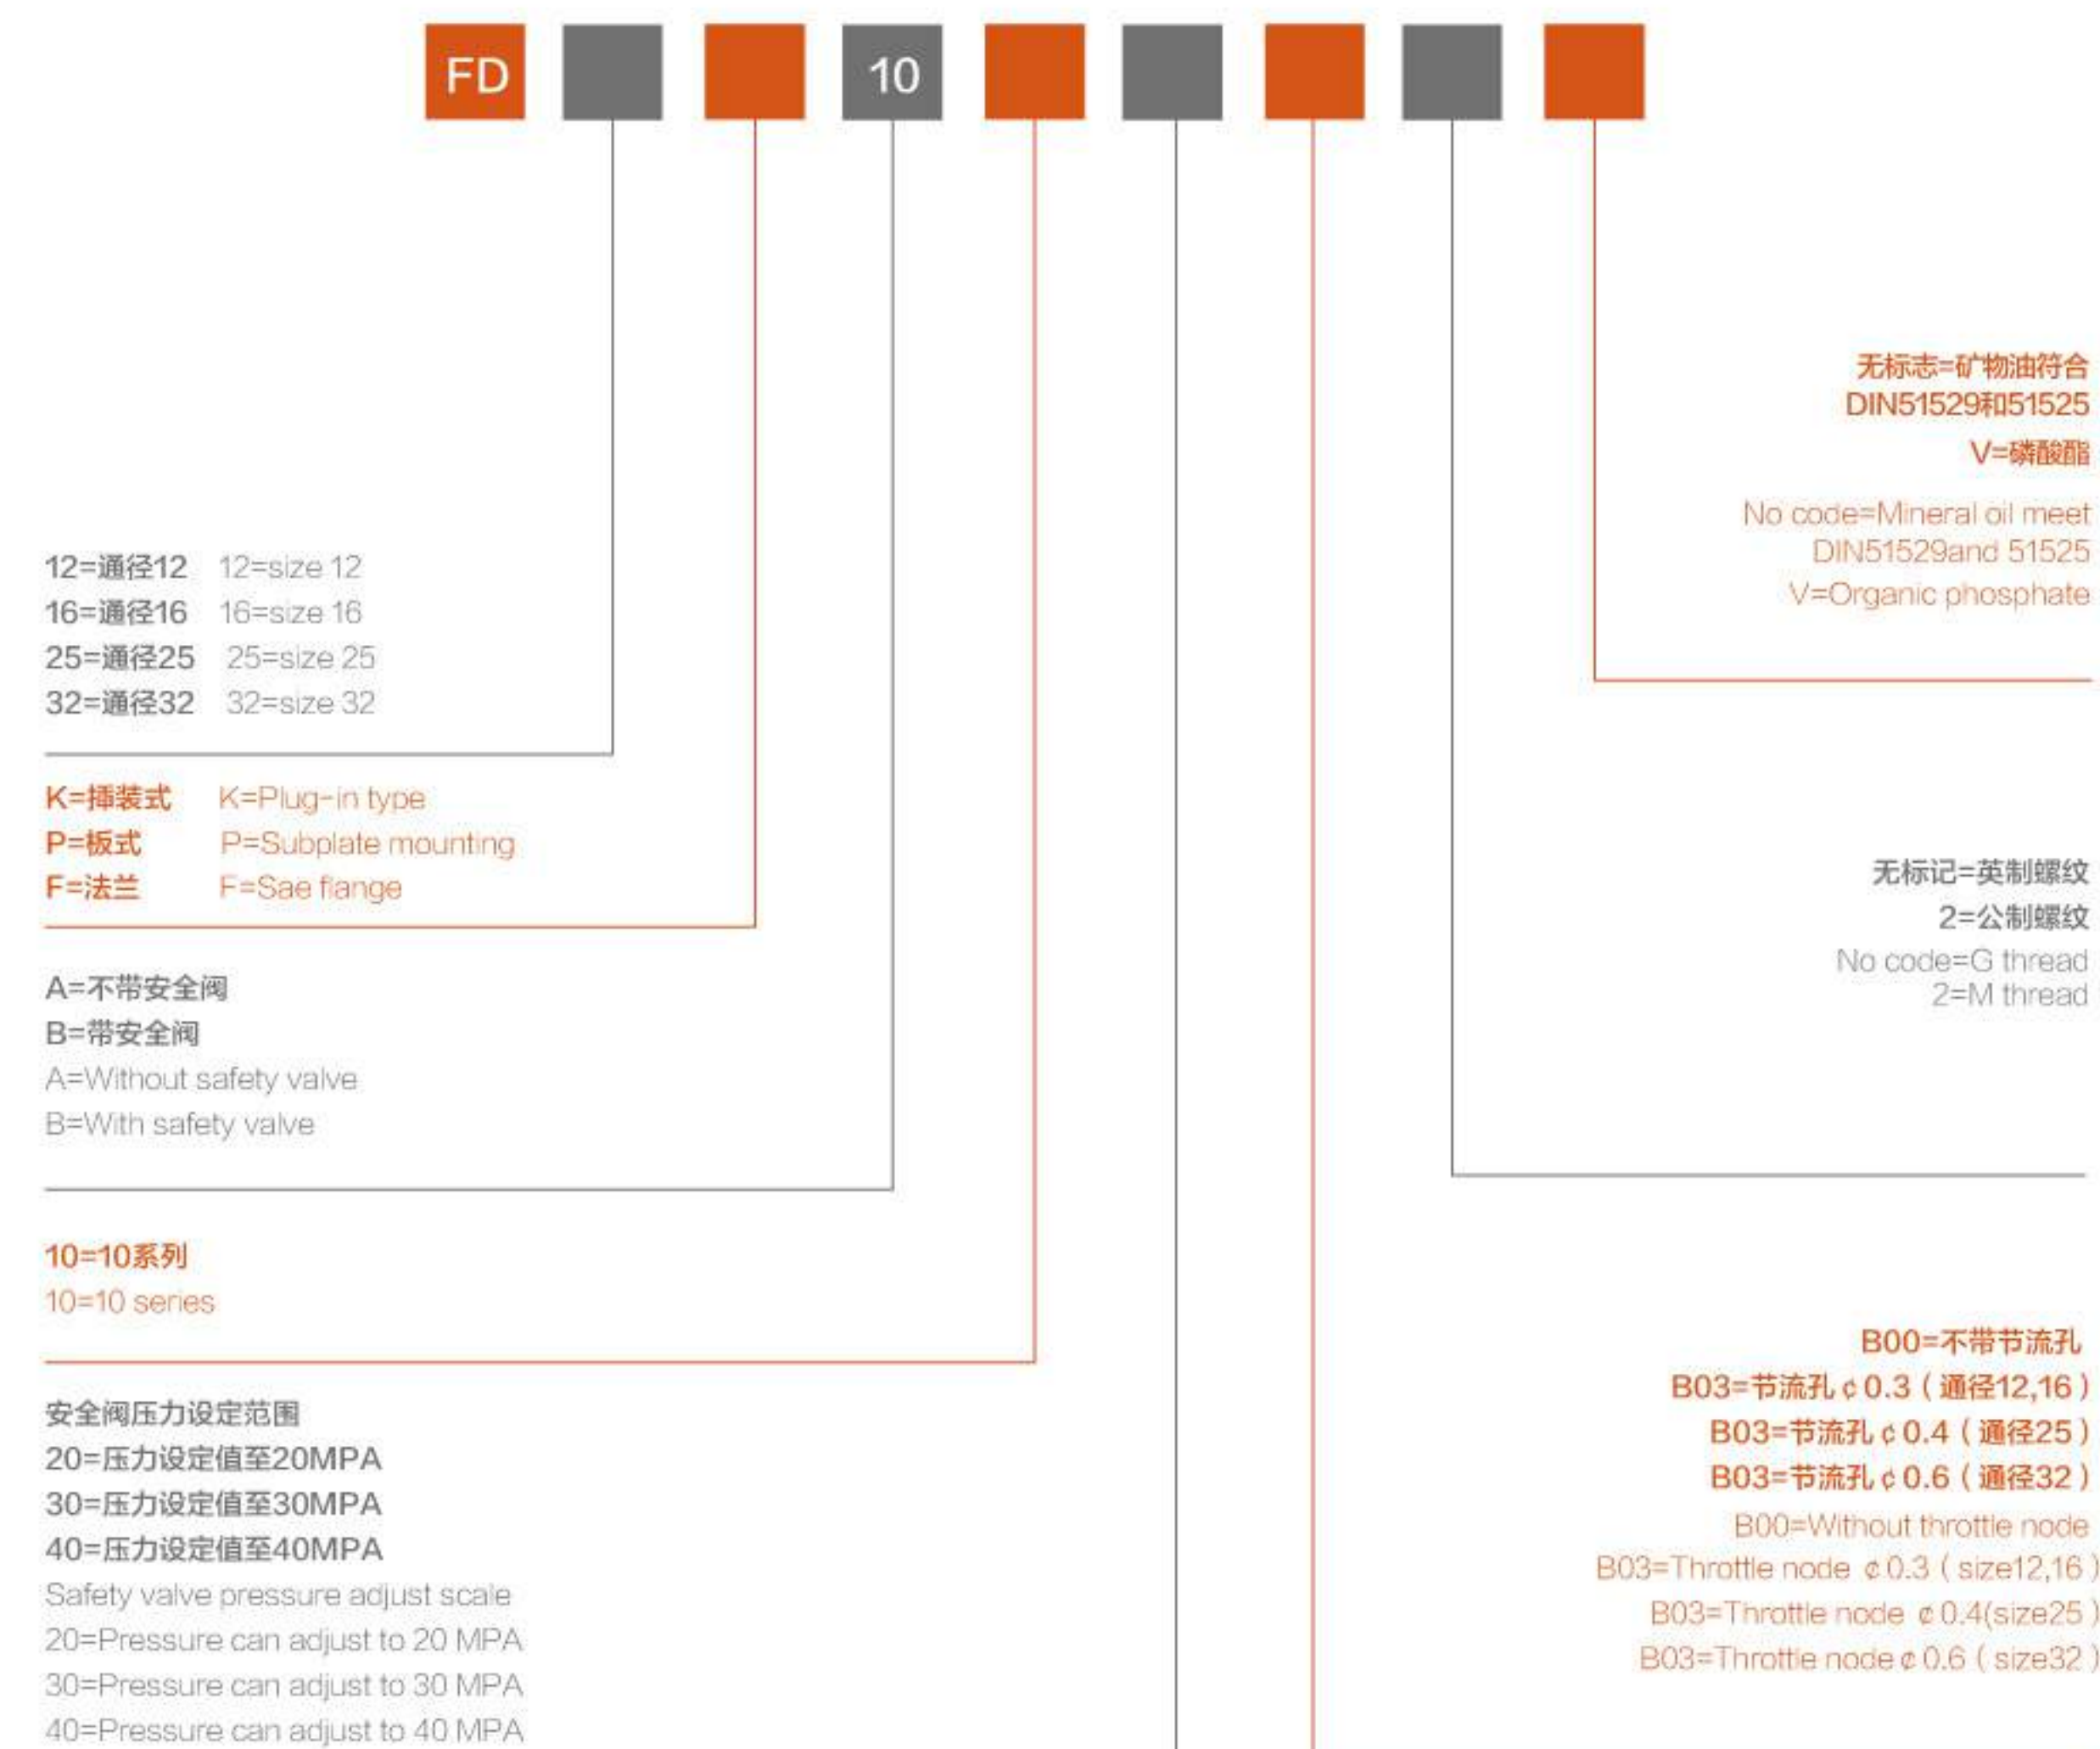 FD 10
12=通径12 12=size 12
16=通径16 16=size 16
25=通径25 25=size 25
32=通径32 32=size 32
K=插装式 K=Plug-in type
P=板式 P=Subplate mounting
F=法兰 F=Sae flange
A=不带安全阀
B=带安全阀
A=Without safety valve
B=With safety valve
10=10系列
10=10 series
安全阀压力设定范围
20=压力设定值至20MPA
30=压力设定值至30MPA
40=压力设定值至40MPA
Safety valve pressure adjust scale
20=Pressure can adjust to 20 MPA
30=Pressure can adjust to 30 MPA
40=Pressure can adjust to 40 MPA
无标志=矿物油符合
DIN51529和51525
V=磷酸酯
No code=Mineral oil meet
DIN51529and 51525
V=Organic phosphate
无标记=英制螺纹
2=公制螺纹
No code=G thread
2=M thread
B00=不带节流孔
B03=节流孔 ¢0.3（通径12,16）
B03=节流孔 ¢0.4（通径25）
B03=节流孔 ¢0.6（通径32）
B00=Without throttle node
B03=Throttle node ¢0.3（size12,16）
B03=Throttle node ¢0.4(size25）
B03=Throttle node ¢0.6（size32）